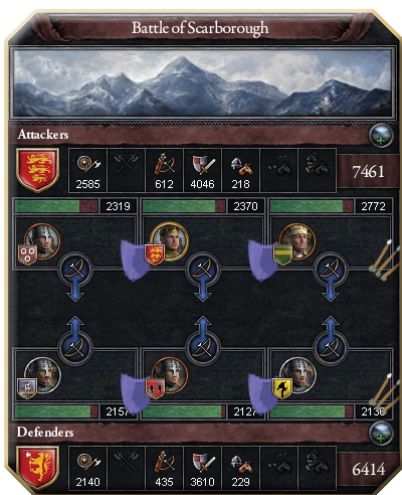 Battle of Scarborough
Attackers
2585 612 4046 218 7461
2319 2370 2772
2157 2127 2130
Defenders
2140 435 3610 229 6414